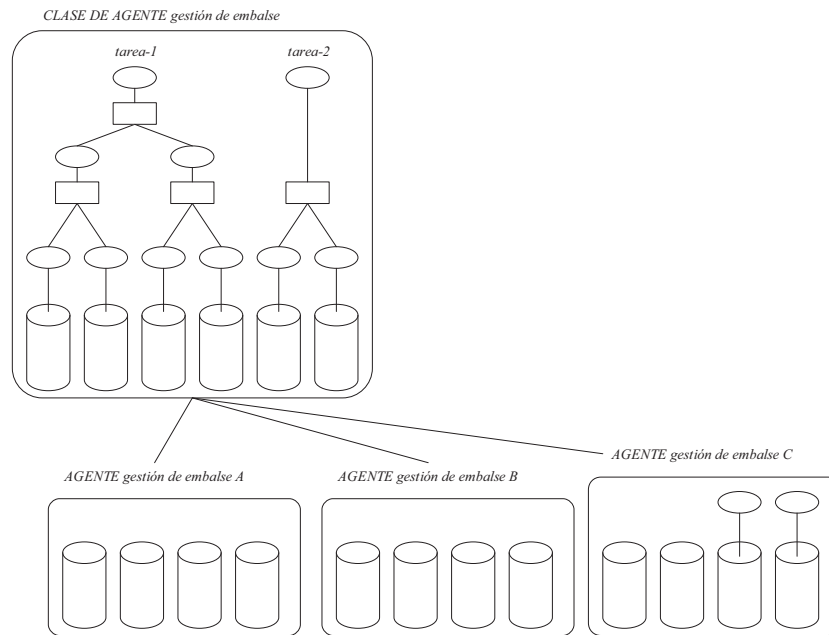 CLASE DE AGENTE gestión de embalse
tarea-1
tarea-2
AGENTE gestión de embalse A
AGENTE gestión de embalse B
AGENTE gestión de embalse C